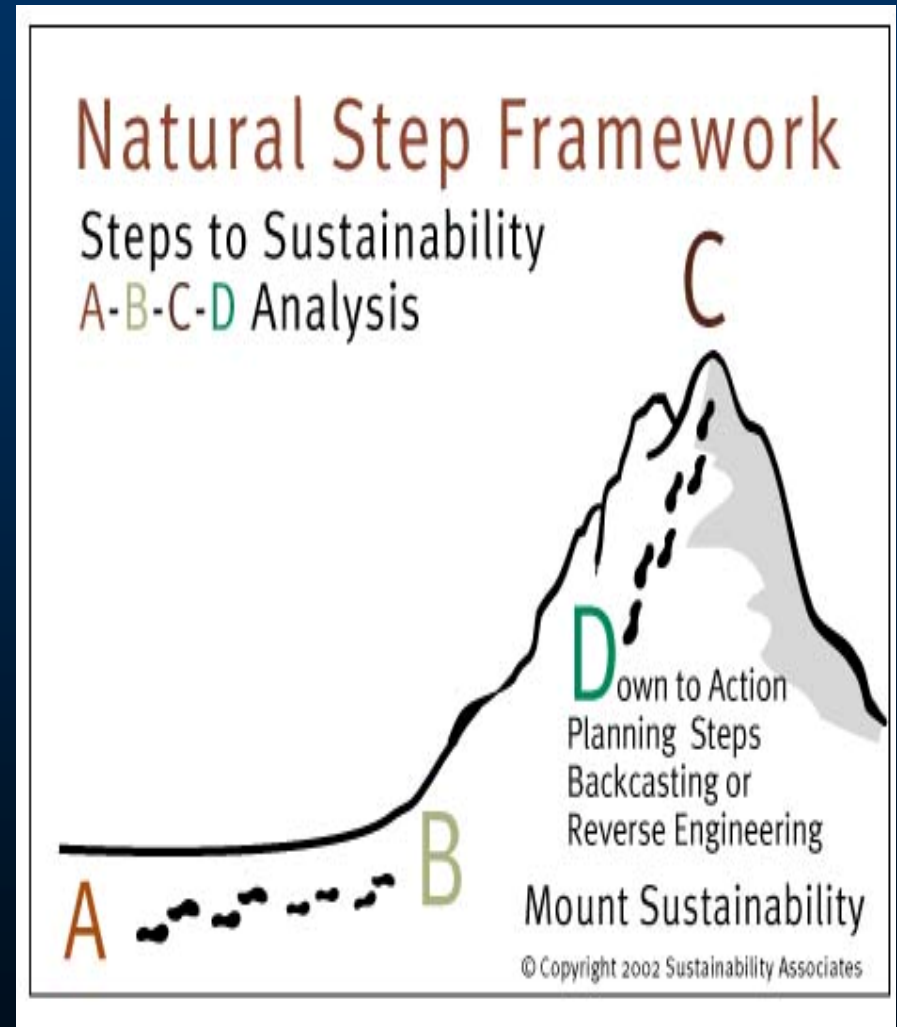 Natural Step Framework
Steps to Sustainability
A-B-C-D Analysis
C
Down to Action
Planning Steps
Backcasting or
Reverse Engineering
B
A
Mount Sustainability
© Copyright 2002 Sustainability Associates